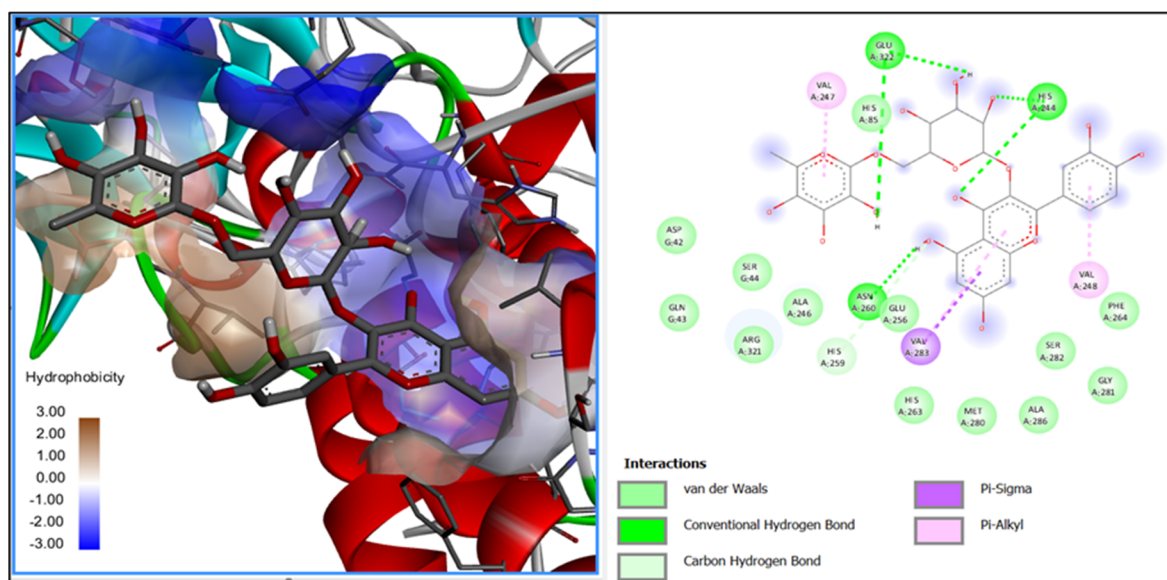 Hydrophobicity
3.00
2.00
1.00
0.00
-1.00
-2.00
-3.00
GLU
A:322
VAL
A:247
HIS
A:85
HIS
A:244
ASP
G:42
SER
G:44
GLN
G:43
ALA
A:246
ASN
A:260
GLU
A:256
VAL
A:248
PHE
A:264
ARG
A:321
HIS
A:259
VAL
A:283
SER
A:282
GLY
A:281
HIS
A:263
MET
A:280
ALA
A:286
Interactions
van der Waals
Conventional Hydrogen Bond
Carbon Hydrogen Bond
Pi-Sigma
Pi-Alkyl